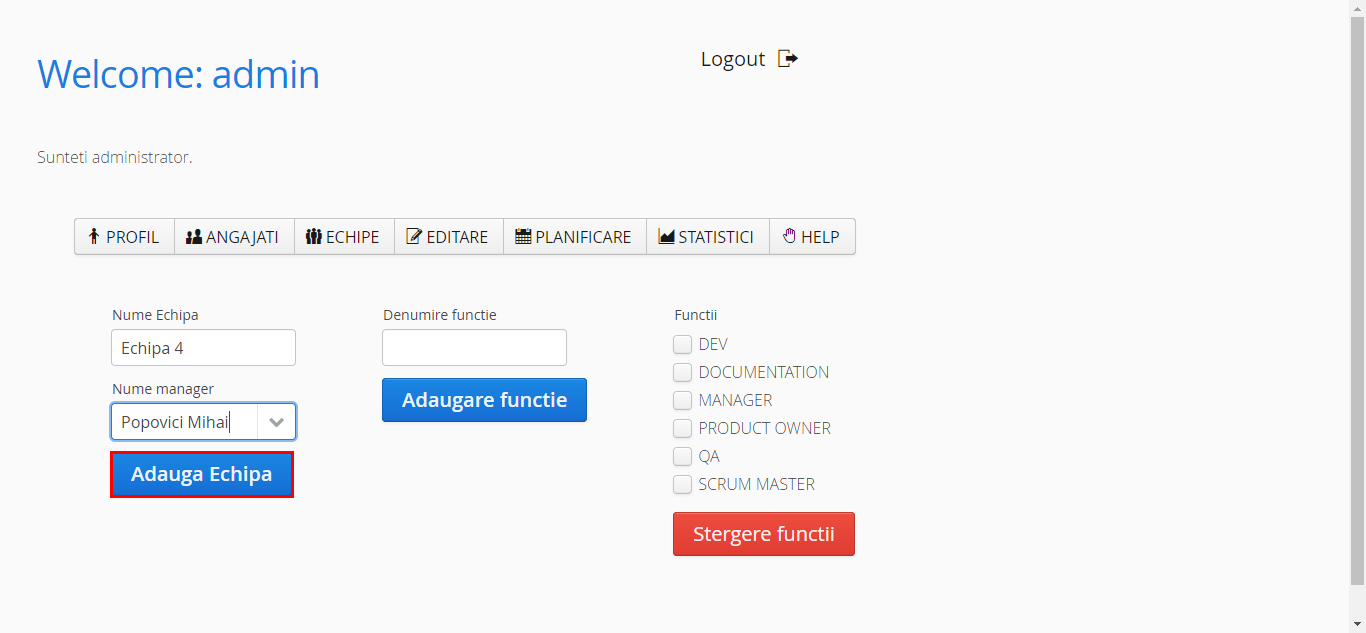 Welcome: admin
Logout
Sunteti administrator.
PROFIL ANGAJATI ECHIPE EDITARE PLANIFICARE STATISTICI HELP
Nume Echipa
Echipa 4
Nume manager
Popovici Mihai
Adauga Echipa
Denumire functie
Adaugare functie
Functii
DEV
DOCUMENTATION
MANAGER
PRODUCT OWNER
QA
SCRUM MASTER
Stergere functii